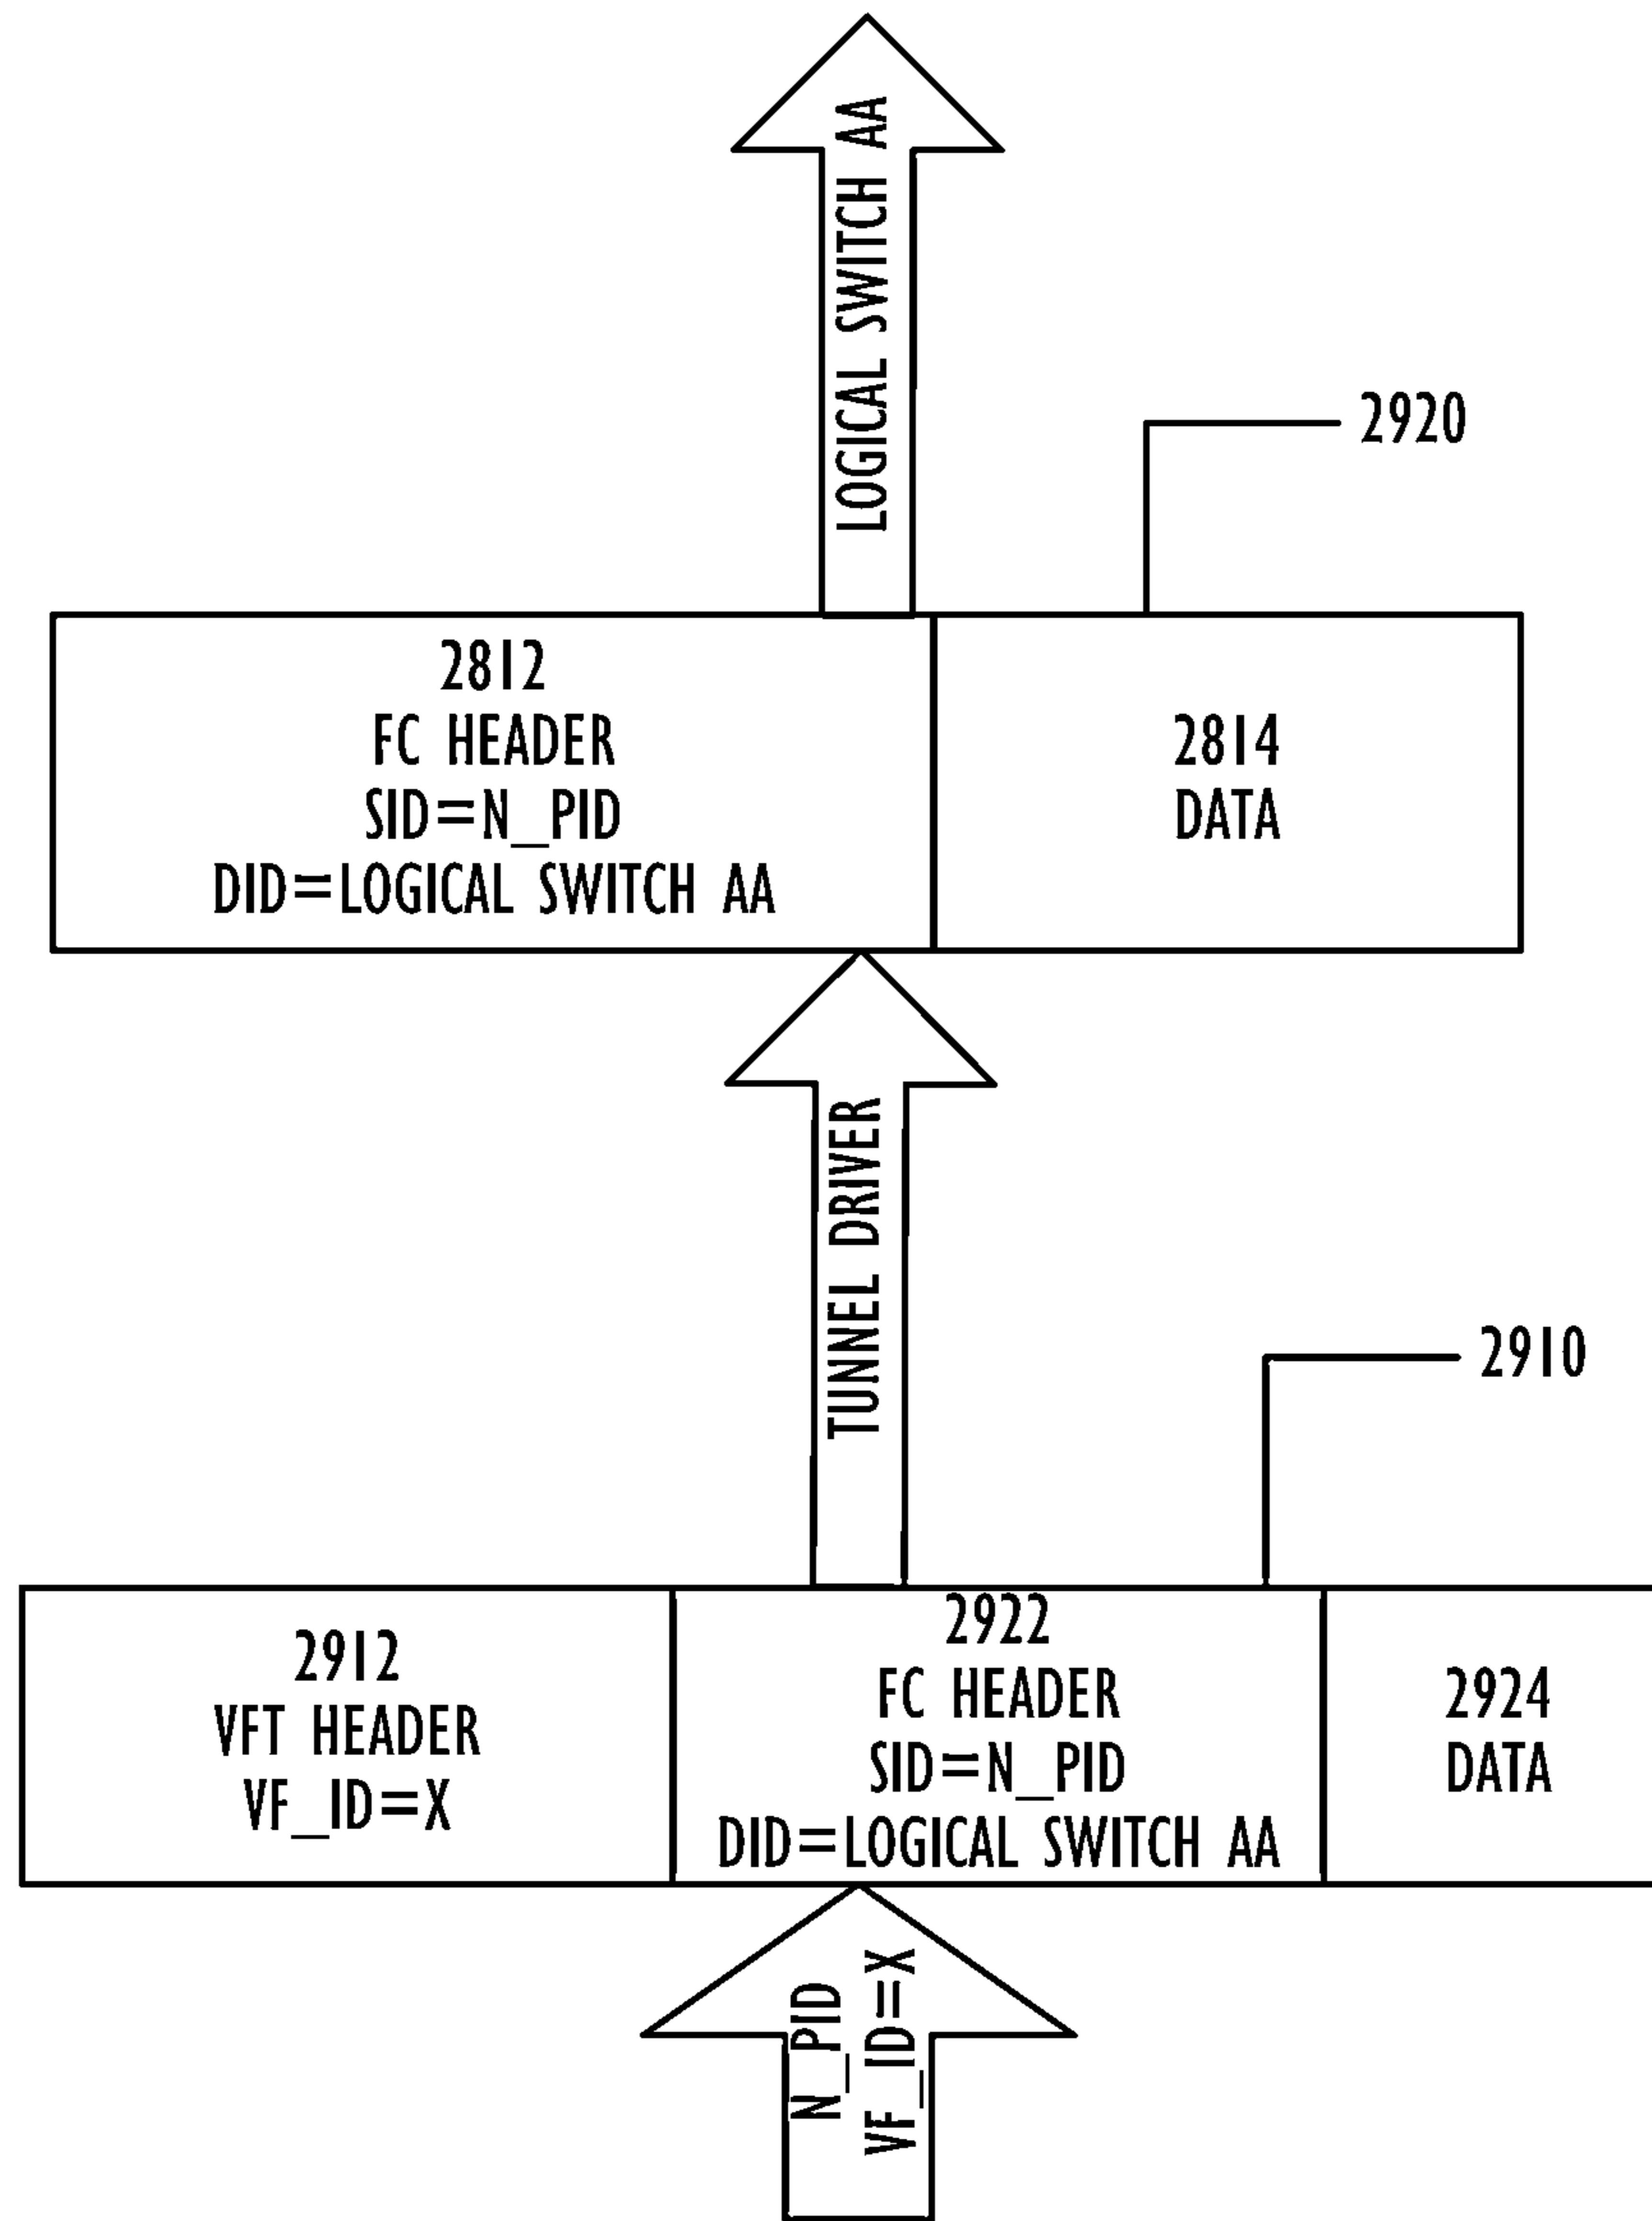 LOGICAL SWITCH AA
2920
2812
FC HEADER
SID=N_PID
DID=LOGICAL SWITCH AA
2814
DATA
TUNNEL DRIVER
2910
2912
VFT HEADER
VF_ID=X
2922
FC HEADER
SID=N_PID
DID=LOGICAL SWITCH AA
2924
DATA
N_PID
VF_ID=X